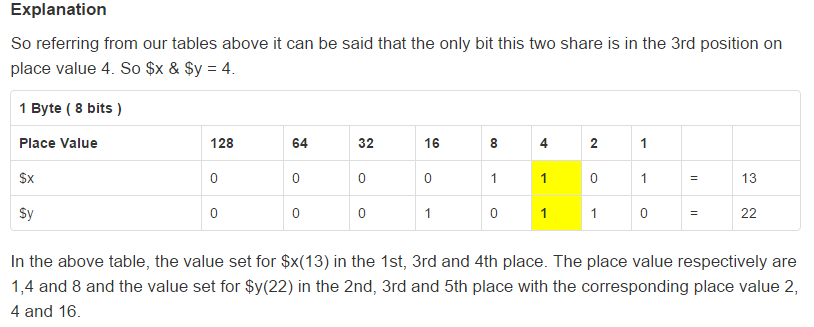 Explanation
So referring from our tables above it can be said that the only bit this two share is in the 3rd position on
place value 4. So $x & $y = 4.
1 Byte ( 8 bits )
Place Value 128 64 32 16 8 4 2 1
$x 0 0 0 0 1 1 0 1 = 13
$y 0 0 0 1 0 1 1 0 = 22
In the above table, the value set for $x(13) in the 1st, 3rd and 4th place. The place value respectively are
1,4 and 8 and the value set for $y(22) in the 2nd, 3rd and 5th place with the corresponding place value 2,
4 and 16.